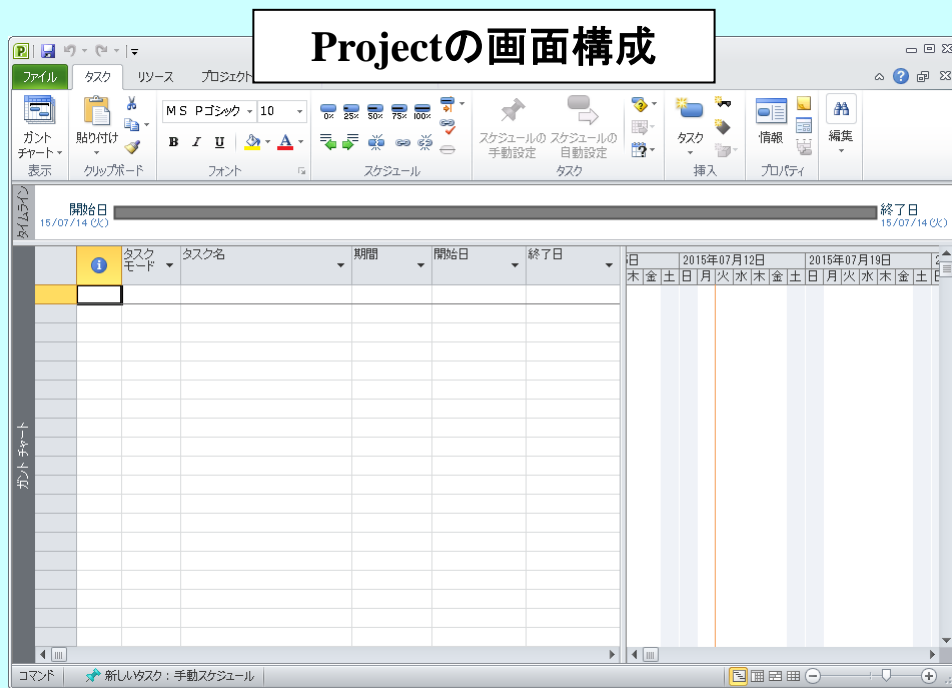 Projectの画面構成
ファイル タスク リソース プロジェクト
MS Pゴシック 10
0% 25% 50% 75% 100%
B I U A
ガント チャート
貼り付け
スケジュールの手動設定
スケジュールの自動設定
タスク
情報
編集
表示 クリップボード フォント スケジュール タスク 挿入 プロパティ
タイムライン
開始日
15/07/14 (火)
終了日
15/07/14 (火)
タスク モード タスク名 期間 開始日 終了日
日 2015年07月12日 2015年07月19日 2
木 金 土 日 月 火 水 木 金 土 日 月 火 水 木 金 土 日
ガント チャート
コマンド 新しいタスク : 手動スケジュール